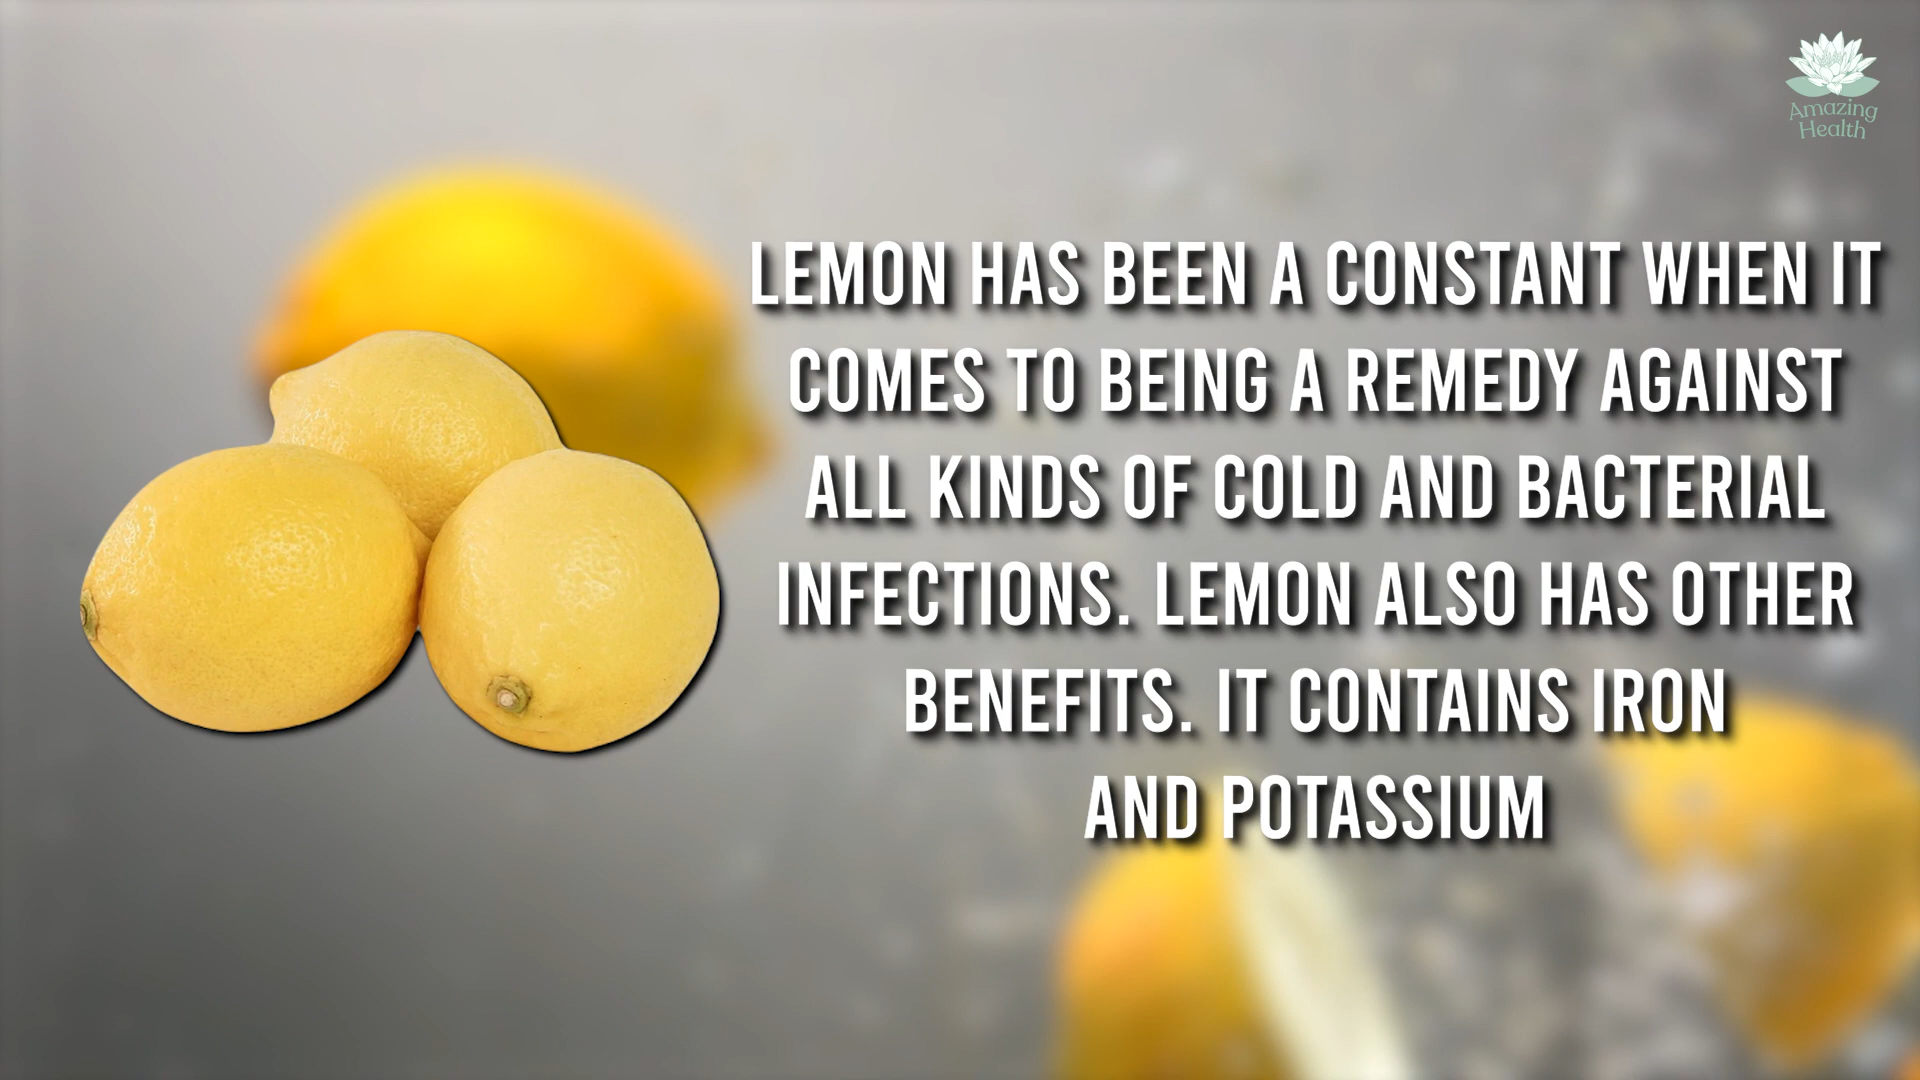 Amazing
Health
LEMON HAS BEEN A CONSTANT WHEN IT
COMES TO BEING A REMEDY AGAINST
ALL KINDS OF COLD AND BACTERIAL
INFECTIONS. LEMON ALSO HAS OTHER
BENEFITS. IT CONTAINS IRON
AND POTASSIUM